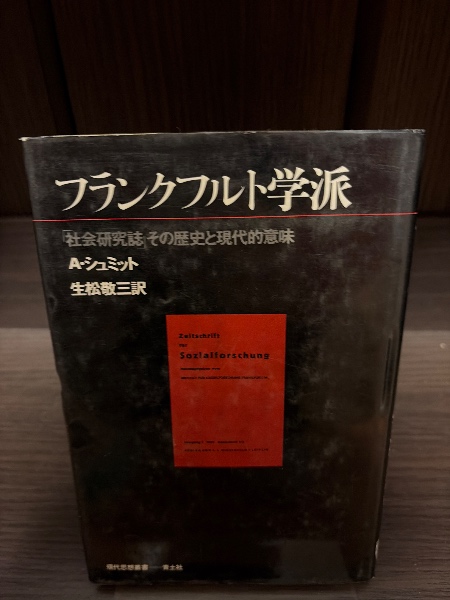 フランクフルト学派
「社会研究誌」その歴史と現代的意味
A・シュミット
生松敬三訳
Zeitschrift
für
Sozialforschung
現代思想叢書 青土社